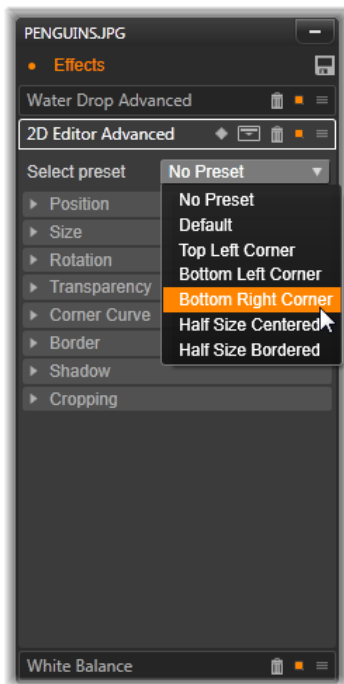 PENGUINS.JPG
Effects
Water Drop Advanced
2D Editor Advanced
Select preset No Preset
Position
No Preset
Size
Default
Rotation
Top Left Corner
Transparency
Bottom Left Corner
Corner Curve
Bottom Right Corner
Border
Half Size Centered
Shadow
Half Size Bordered
Cropping
White Balance